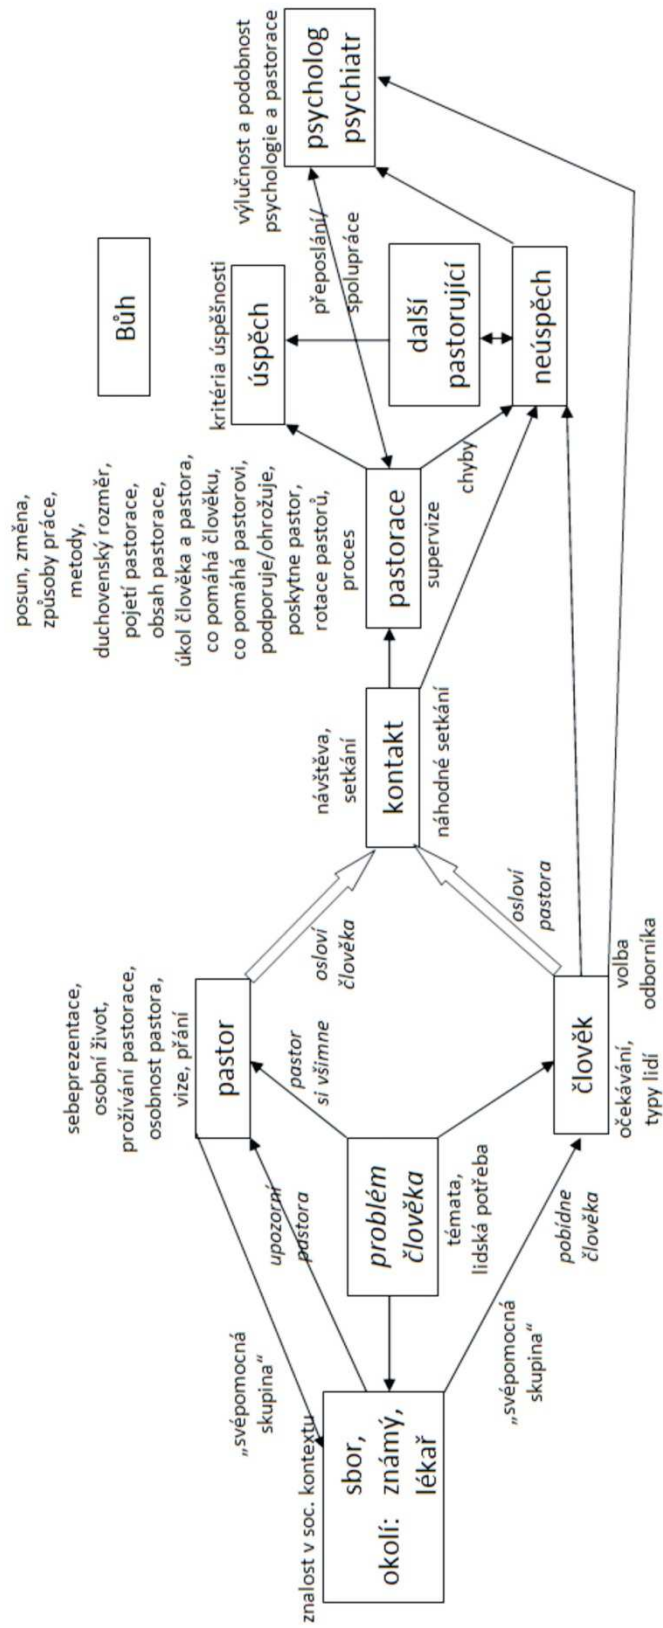 znalost v soc. kontextu
sbor,
okolí: známý,
lékař
„svépomocná
skupina“
upozorní
pastora
„svépomocná
skupina“
pobídne
člověka
problém
člověka
témata,
lidská potřeba
pastor
si všimne
sebeprezentace,
osobní život,
prožívání pastorace,
osobnost pastora,
vize, přání
pastor
člověk
očekávání,
typy lidí
volba
odborníka
osloví
člověka
osloví
pastora
návštěva,
setkání
kontakt
náhodné setkání
posun, změna,
způsoby práce,
metody,
duchovenský rozměr,
pojetí pastorace,
obsah pastorace,
úkol člověka a pastora,
co pomáhá člověku,
co pomáhá pastorovi,
podporuje/ohrožuje,
poskytne pastor,
rotace pastorů,
proces
pastorace
supervize
chyby
Bůh
kritéria úspěšnosti
úspěch
přeposlání/
spolupráce
další
pastorující
neúspěch
výlučnost a podobnost
psychologie a pastorace
psycholog
psychiatr